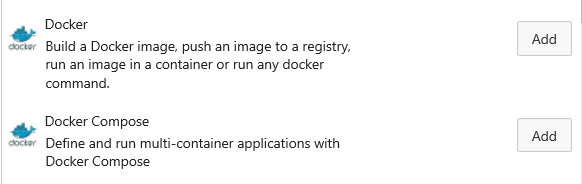 Docker
docker
Build a Docker image, push an image to a registry,
run an image in a container or run any docker
command.
Add
Docker Compose
docker
Define and run multi-container applications with
Docker Compose
Add